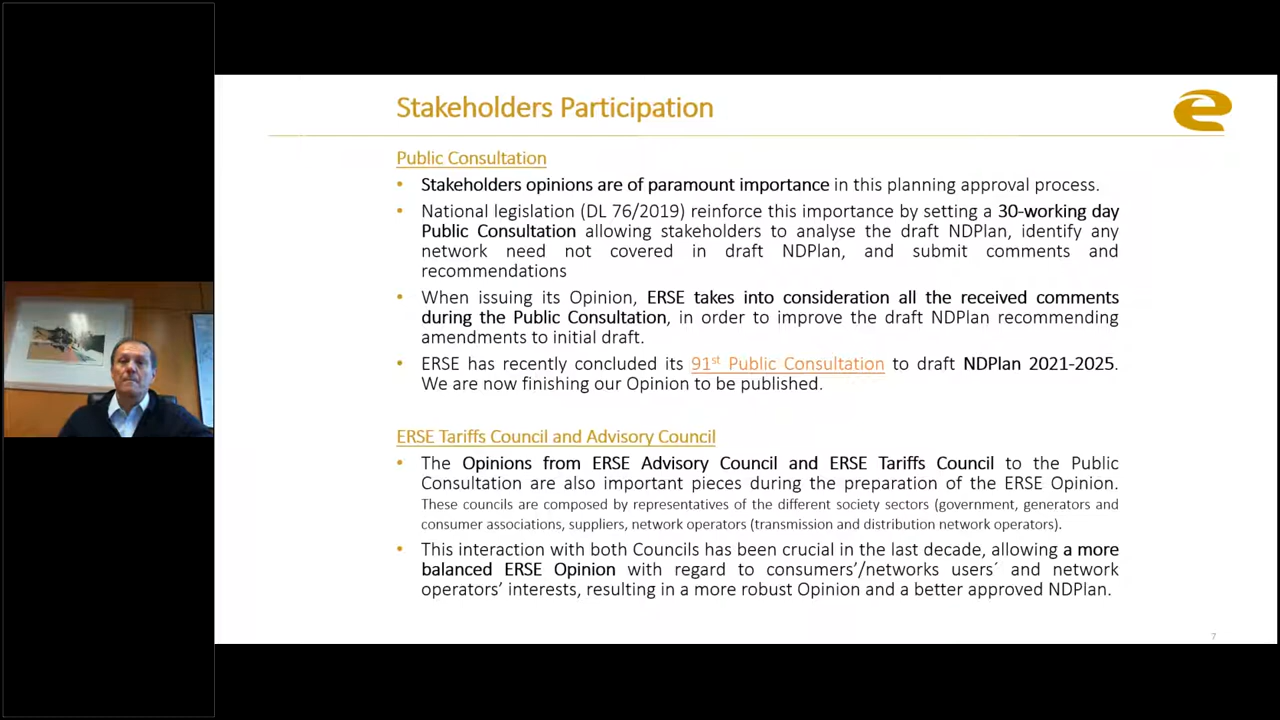 Stakeholders Participation
Public Consultation
• Stakeholders opinions are of paramount importance in this planning approval process.
• National legislation (DL 76/2019) reinforce this importance by setting a 30-working day
Public Consultation allowing stakeholders to analyse the draft NDPlan, identify any
network need not covered in draft NDPlan, and submit comments and
recommendations
• When issuing its Opinion, ERSE takes into consideration all the received comments
during the Public Consultation, in order to improve the draft NDPlan recommending
amendments to initial draft.
• ERSE has recently concluded its 91st Public Consultation to draft NDPlan 2021-2025.
We are now finishing our Opinion to be published.
ERSE Tariffs Council and Advisory Council
• The Opinions from ERSE Advisory Council and ERSE Tariffs Council to the Public
Consultation are also important pieces during the preparation of the ERSE Opinion.
These councils are composed by representatives of the different society sectors (government, generators and
consumer associations, suppliers, network operators (transmission and distribution network operators).
• This interaction with both Councils has been crucial in the last decade, allowing a more
balanced ERSE Opinion with regard to consumers’/networks users´ and network
operators’ interests, resulting in a more robust Opinion and a better approved NDPlan.
7